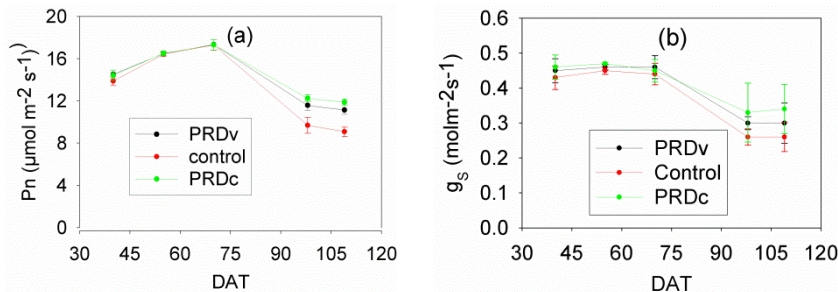 (a)
20
16
12
8
4
0
Pn (µmol m-2 s-1)
PRDv
control
PRDc
30 45 60 75 90 105 120
DAT
(b)
0.6
0.5
0.4
0.3
0.2
0.1
0.0
gs (molm-2s-1)
PRDv
Control
PRDc
30 45 60 75 90 105 120
DAT